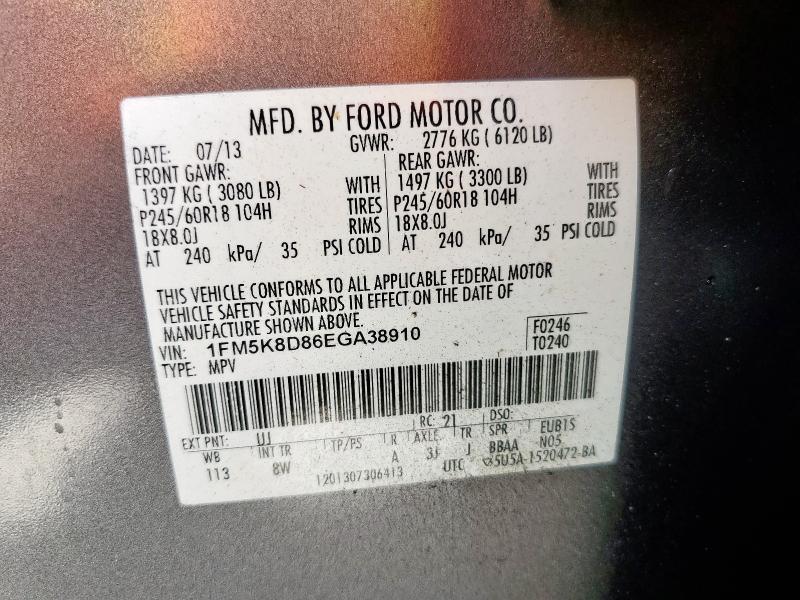 MFD. BY FORD MOTOR CO.
DATE: 07/13 GVWR: 2776 KG ( 6120 LB)
FRONT GAWR: REAR GAWR:
1397 KG ( 3080 LB) WITH 1497 KG ( 3300 LB) WITH
P245/60R18 104H TIRES P245/60R18 104H TIRES
18X8.0J RIMS 18X8.0J RIMS
AT 240 kPa/ 35 PSI COLD AT 240 kPa/ 35 PSI COLD
THIS VEHICLE CONFORMS TO ALL APPLICABLE FEDERAL MOTOR
VEHICLE SAFETY STANDARDS IN EFFECT ON THE DATE OF
MANUFACTURE SHOWN ABOVE.
VIN: 1FM5K8D86EGA38910 F0246
TYPE: MPV T0240
EXT PNT: UJ RC: 21 DSO:
WB INT TR TP/PS R AXLE TR SPR EUB1S
113 8W A 3J J BBAA N05
1201307306413 UTC 5U5A-1520472-BA